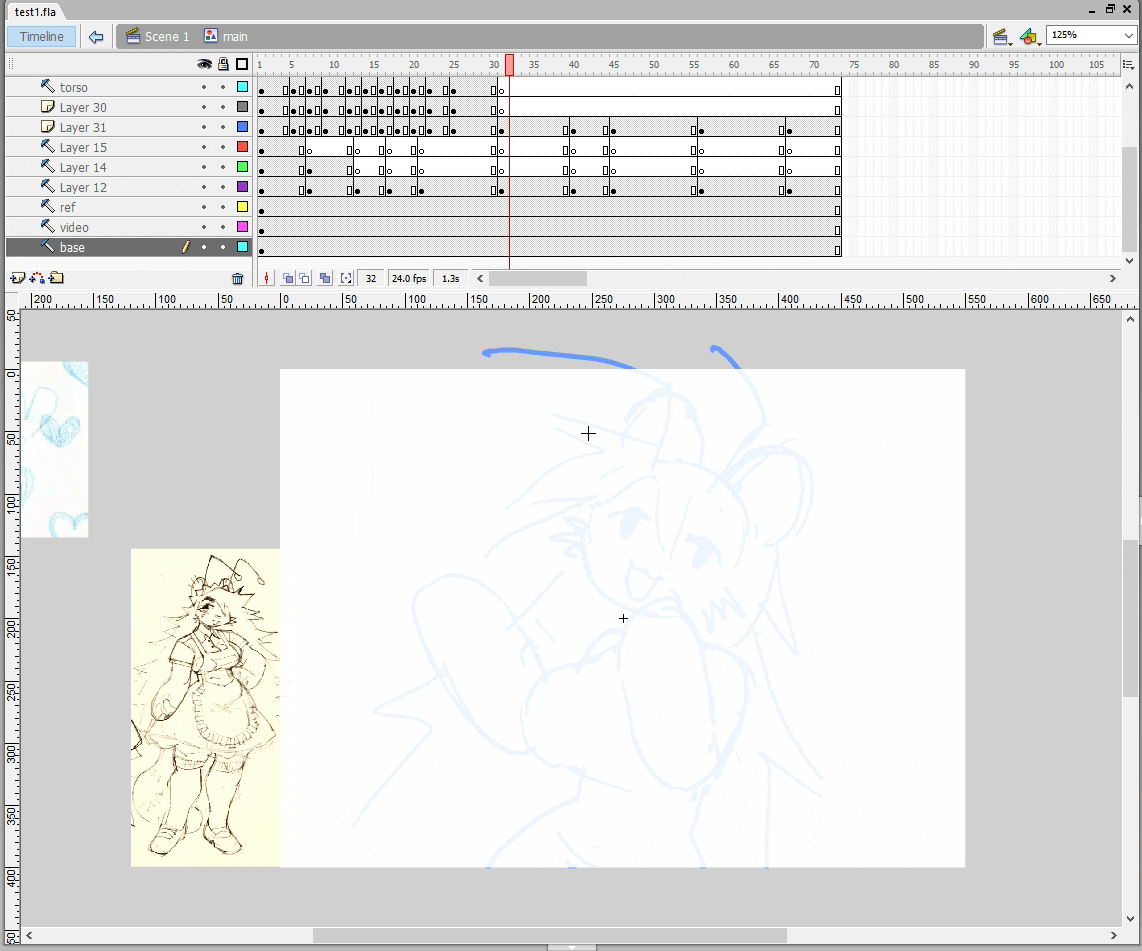 test1.fla
Timeline Scene 1 main 125%
1 5 10 15 20 25 30 35 40 45 50 55 60 65 70 75 80 85 90 95 100 105
torso
Layer 30
Layer 31
Layer 15
Layer 14
Layer 12
ref
video
base
32 24.0 fps 1.3s
200 150 100 50 0 50 100 150 200 250 300 350 400 450 500 550 600 650
50
0
50
100
150
200
250
300
350
400
50